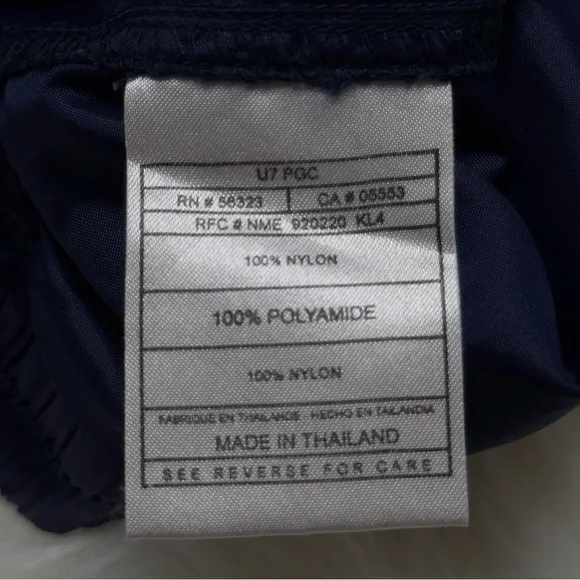 U7 PGC
RN # 56323 CA # 05553
RFC # NME 920220 KL4
100% NYLON
100% POLYAMIDE
100% NYLON
FABRIQUE EN THAILANDE HECHO EN TAILANDIA
MADE IN THAILAND
SEE REVERSE FOR CARE